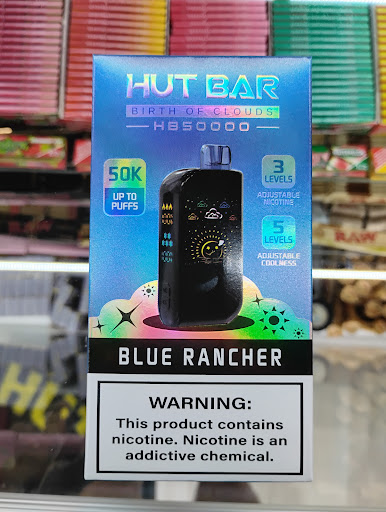 HUT BAR
BIRTH OF CLOUDS
HB50000
50K
UP TO
PUFFS
3
LEVELS
ADJUSTABLE
NICOTINE
5
LEVELS
ADJUSTABLE
COOLNESS
BLUE RANCHER
WARNING:
This product contains
nicotine. Nicotine is an
addictive chemical.
RAW